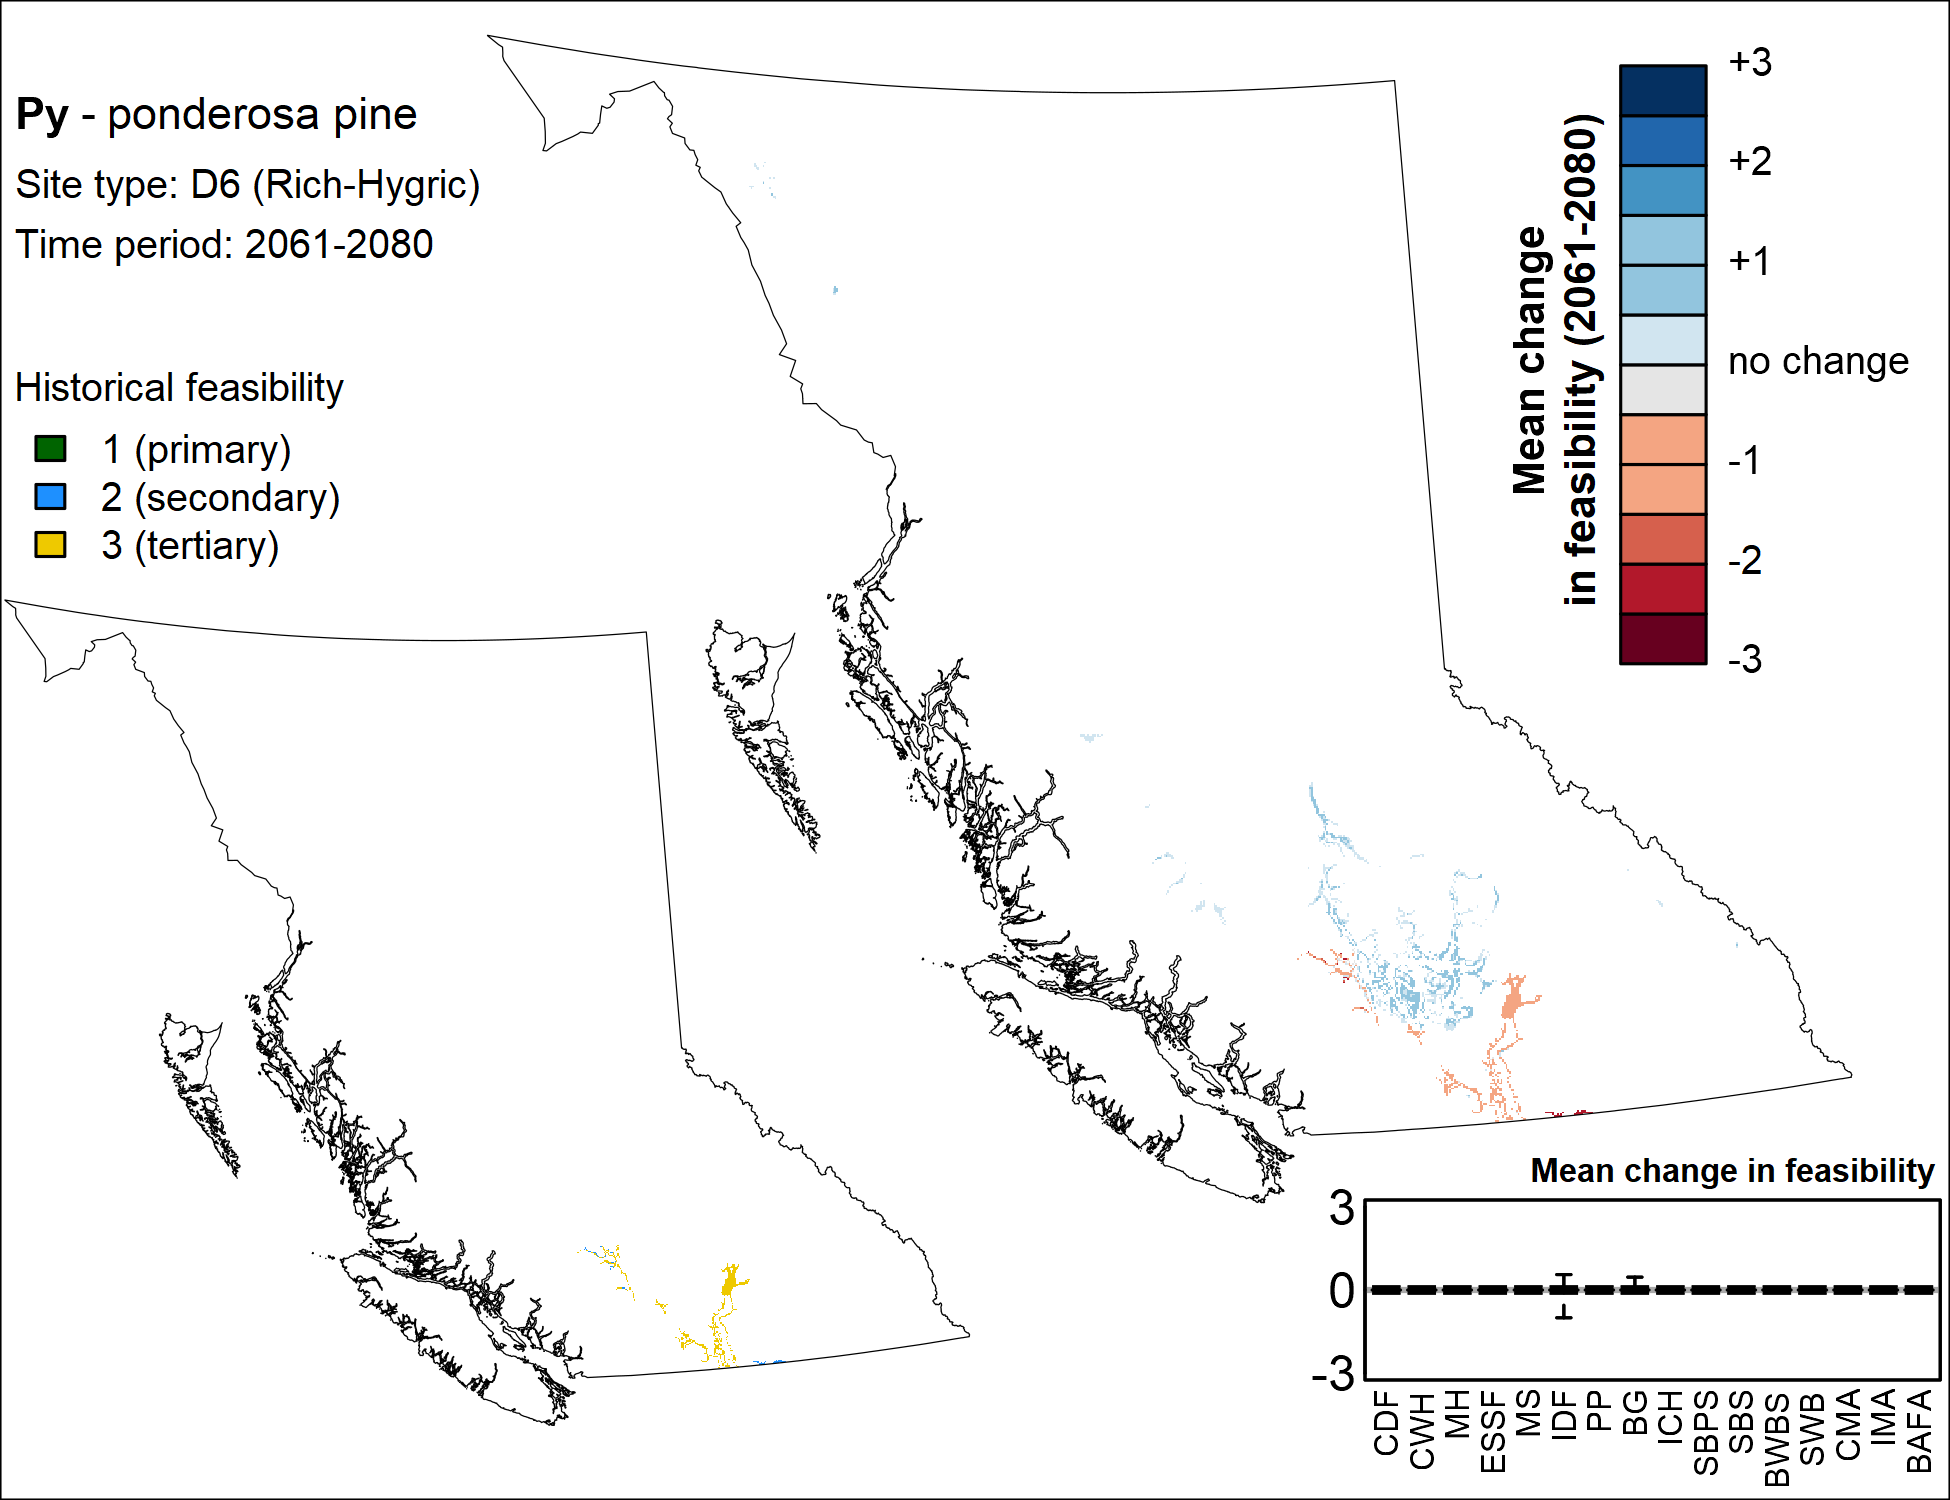 Py - ponderosa pine
Site type: D6 (Rich-Hygric)
Time period: 2061-2080
Historical feasibility
1 (primary)
2 (secondary)
3 (tertiary)
Mean change
in feasibility (2061-2080)
+3
+2
+1
no change
-1
-2
-3
Mean change in feasibility
3
0
-3
CDF
CWH
MH
ESSF
MS
IDF
PP
BG
ICH
SBPS
SBS
BWBS
SWB
CMA
IMA
BAFA